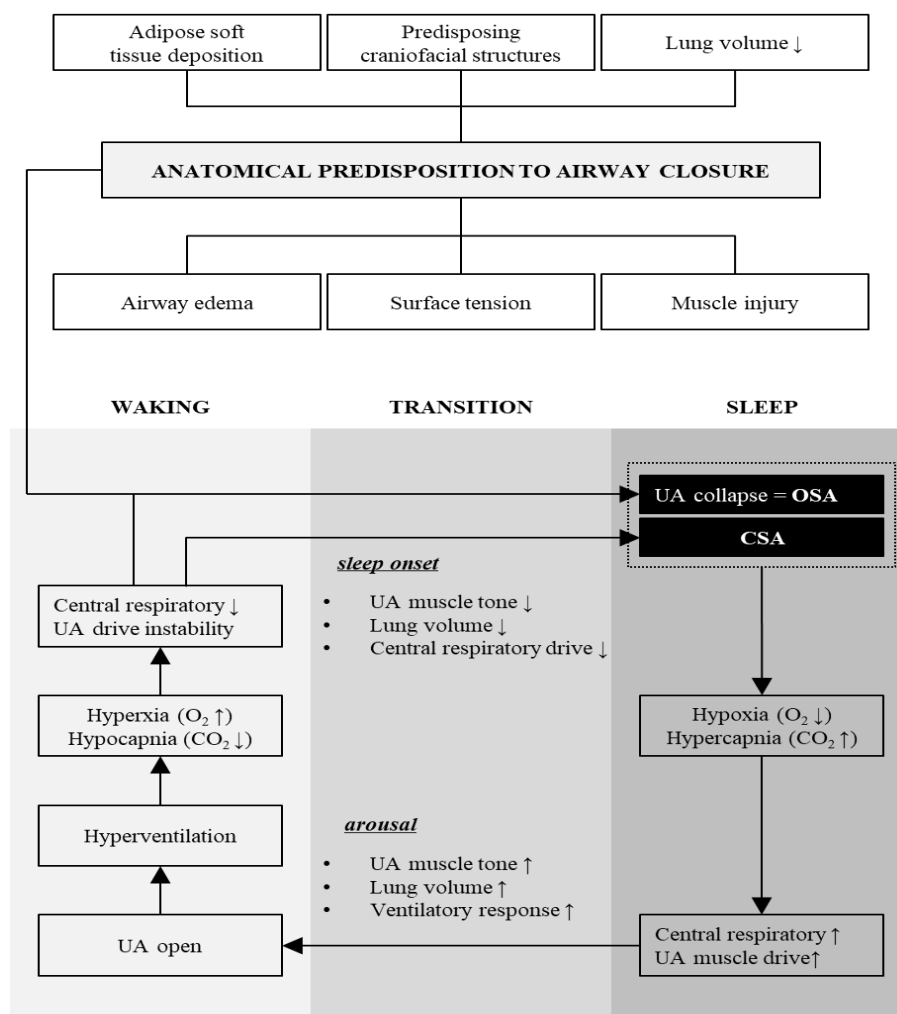 Adipose soft
tissue deposition
Predisposing
craniofacial structures
Lung volume ↓
ANATOMICAL PREDISPOSITION TO AIRWAY CLOSURE
Airway edema
Surface tension
Muscle injury
WAKING
TRANSITION
SLEEP
UA collapse = OSA
CSA
sleep onset
• UA muscle tone ↓
• Lung volume ↓
• Central respiratory drive ↓
Central respiratory ↓
UA drive instability
Hyperxia (O₂ ↑)
Hypocapnia (CO₂ ↓)
Hypoxia (O₂ ↓)
Hypercapnia (CO₂ ↑)
Hyperventilation
arousal
• UA muscle tone ↑
• Lung volume ↑
• Ventilatory response ↑
UA open
Central respiratory ↑
UA muscle drive↑